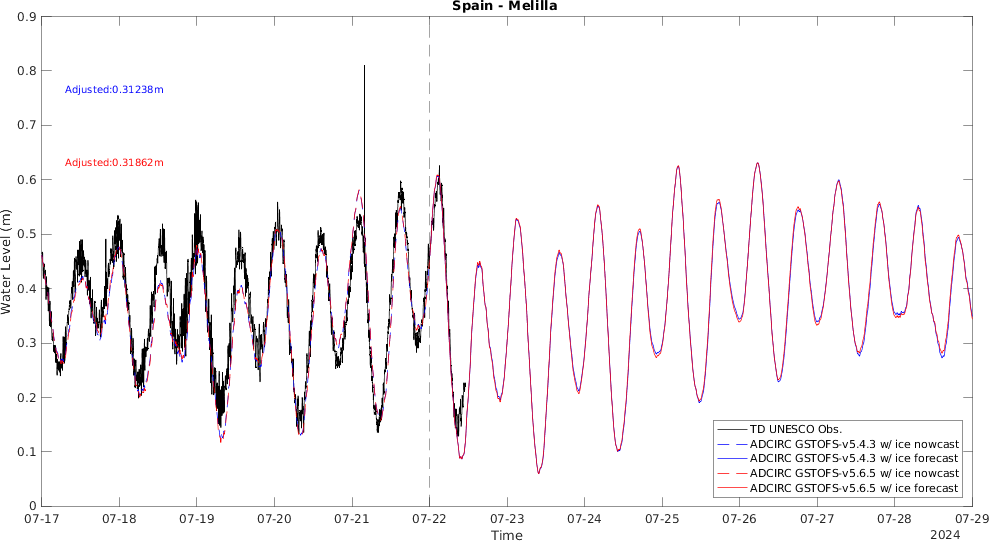 Spain - Melilla
0.9
0.8
0.7
0.6
0.5
0.4
0.3
0.2
0.1
0
Water Level (m)
Adjusted:0.31238m
Adjusted:0.31862m
TD UNESCO Obs.
ADCIRC GSTOFS-v5.4.3 w/ ice nowcast
ADCIRC GSTOFS-v5.4.3 w/ ice forecast
ADCIRC GSTOFS-v5.6.5 w/ ice nowcast
ADCIRC GSTOFS-v5.6.5 w/ ice forecast
07-17 07-18 07-19 07-20 07-21 07-22 07-23 07-24 07-25 07-26 07-27 07-28 07-29
Time
2024